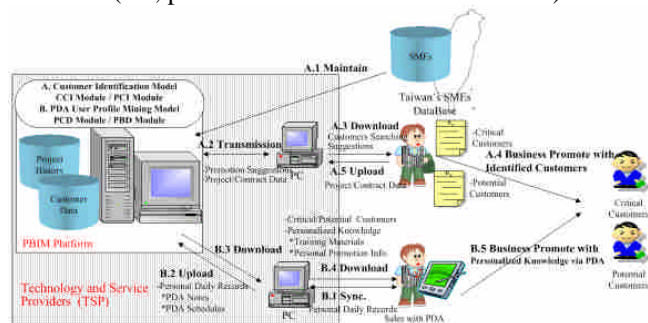 SMEs
A.1 Maintain
Taiwan's SMEs
DataBase
A. Customer Identification Model
CCI Module / PCI Module
B. PDA User Profile Mining Model
PCD Module / PBD Module
Project
History
Customer
Data
PBIM Platform
A.2 Transmission
-Promotion Suggestions
Project/Contract Data
PC
A.3 Download
Customers Searching
Suggestions
A.5 Upload
Project/Contract Data
-Critical
Customers
-Potential
Customers
A.4 Business Promote with
Identified Customers
Critical
Customers
Potential
Customers
B.3 Download
-Critical/Potential Customers
-Personalized Knowledge
*Training Materials
*Personal Promotion Info.
B.2 Upload
-Personal Daily Records
*PDA Notes
*PDA Schedules
B.4 Download
B.1 Sync.
Personal Daily Records
PC
Sales with PDA
B.5 Business Promote with
Personalized Knowledge via PDA
Technology and Service
Providers (TSP)